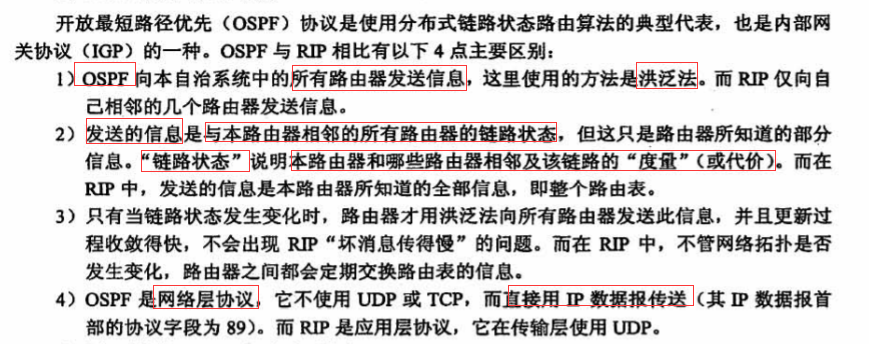 开放最短路径优先（OSPF）协议是使用分布式链路状态路由算法的典型代表，也是内部网
关协议（IGP）的一种。OSPF 与 RIP 相比有以下 4 点主要区别：
1）OSPF 向本自治系统中的所有路由器发送信息，这里使用的方法是洪泛法。而 RIP 仅向自
己相邻的几个路由器发送信息。
2）发送的信息是与本路由器相邻的所有路由器的链路状态，但这只是路由器所知道的部分
信息。“链路状态”说明本路由器和哪些路由器相邻及该链路的“度量”（或代价）。而在
RIP 中，发送的信息是本路由器所知道的全部信息，即整个路由表。
3）只有当链路状态发生变化时，路由器才用洪泛法向所有路由器发送此信息，并且更新过
程收敛得快，不会出现 RIP“坏消息传得慢”的问题。而在 RIP 中，不管网络拓扑是否
发生变化，路由器之间都会定期交换路由表的信息。
4）OSPF 是网络层协议，它不使用 UDP 或 TCP，而直接用 IP 数据报传送（其 IP 数据报首
部的协议字段为 89）。而 RIP 是应用层协议，它在传输层使用 UDP。